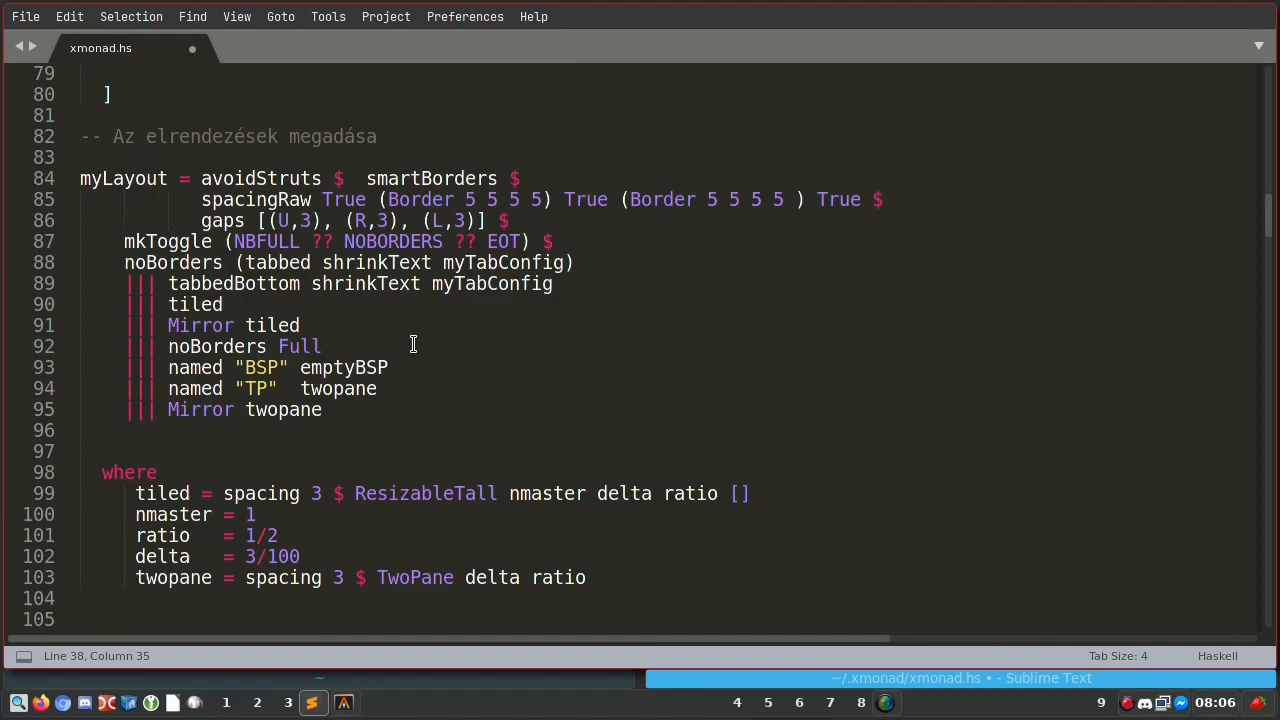 File Edit Selection Find View Goto Tools Project Preferences Help
xmonad.hs
79
80   ]
81
82 -- Az elrendezések megadása
83
84 myLayout = avoidStruts $  smartBorders $
85            spacingRaw True (Border 5 5 5 5) True (Border 5 5 5 5 ) True $
86            gaps [(U,3), (R,3), (L,3)] $
87     mkToggle (NBFULL ?? NOBORDERS ?? EOT) $
88     noBorders (tabbed shrinkText myTabConfig)
89     ||| tabbedBottom shrinkText myTabConfig
90     ||| tiled
91     ||| Mirror tiled
92     ||| noBorders Full
93     ||| named "BSP" emptyBSP
94     ||| named "TP"  twopane
95     ||| Mirror twopane
96
97
98   where
99      tiled = spacing 3 $ ResizableTall nmaster delta ratio []
100      nmaster = 1
101      ratio   = 1/2
102      delta   = 3/100
103      twopane = spacing 3 $ TwoPane delta ratio
104
105
Line 38, Column 35 Tab Size: 4 Haskell
~ ~/.xmonad/xmonad.hs • - Sublime Text
1 2 3 4 5 6 7 8 9 08:06